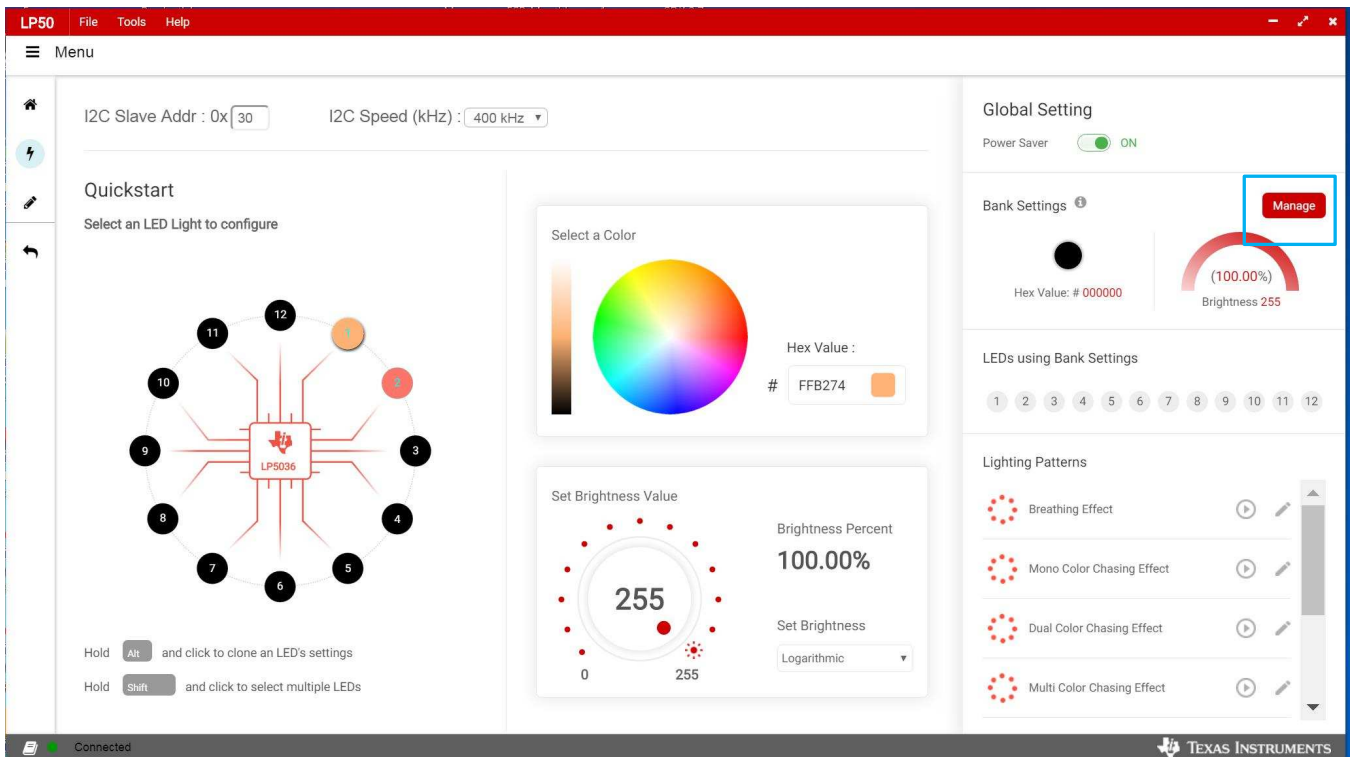 LP50 File Tools Help
Menu
I2C Slave Addr : 0x 30 I2C Speed (kHz) : 400 kHz
Quickstart
Select an LED Light to configure
12
11
1
10
2
9
3
LP5036
8
4
7
5
6
Hold Alt and click to clone an LED's settings
Hold Shift and click to select multiple LEDs
Select a Color
Hex Value :
# FFB274
Set Brightness Value
Brightness Percent
100.00%
255
Set Brightness
Logarithmic
0 255
Global Setting
Power Saver ON
Bank Settings Manage
(100.00%)
Hex Value: # 000000 Brightness 255
LEDs using Bank Settings
1 2 3 4 5 6 7 8 9 10 11 12
Lighting Patterns
Breathing Effect
Mono Color Chasing Effect
Dual Color Chasing Effect
Multi Color Chasing Effect
Connected TEXAS INSTRUMENTS